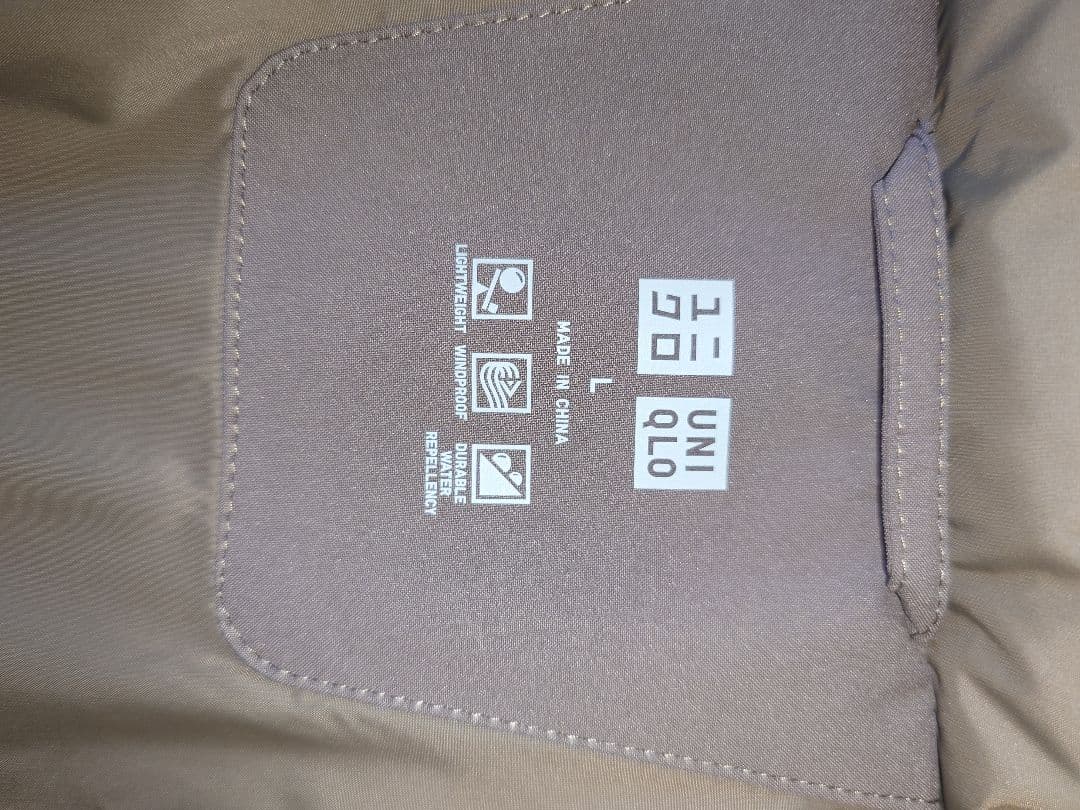 ユニ
クロ
UNI
QLO
L
MADE IN CHINA
LIGHTWEIGHT
WINDPROOF
DURABLE
WATER
REPELLENCY